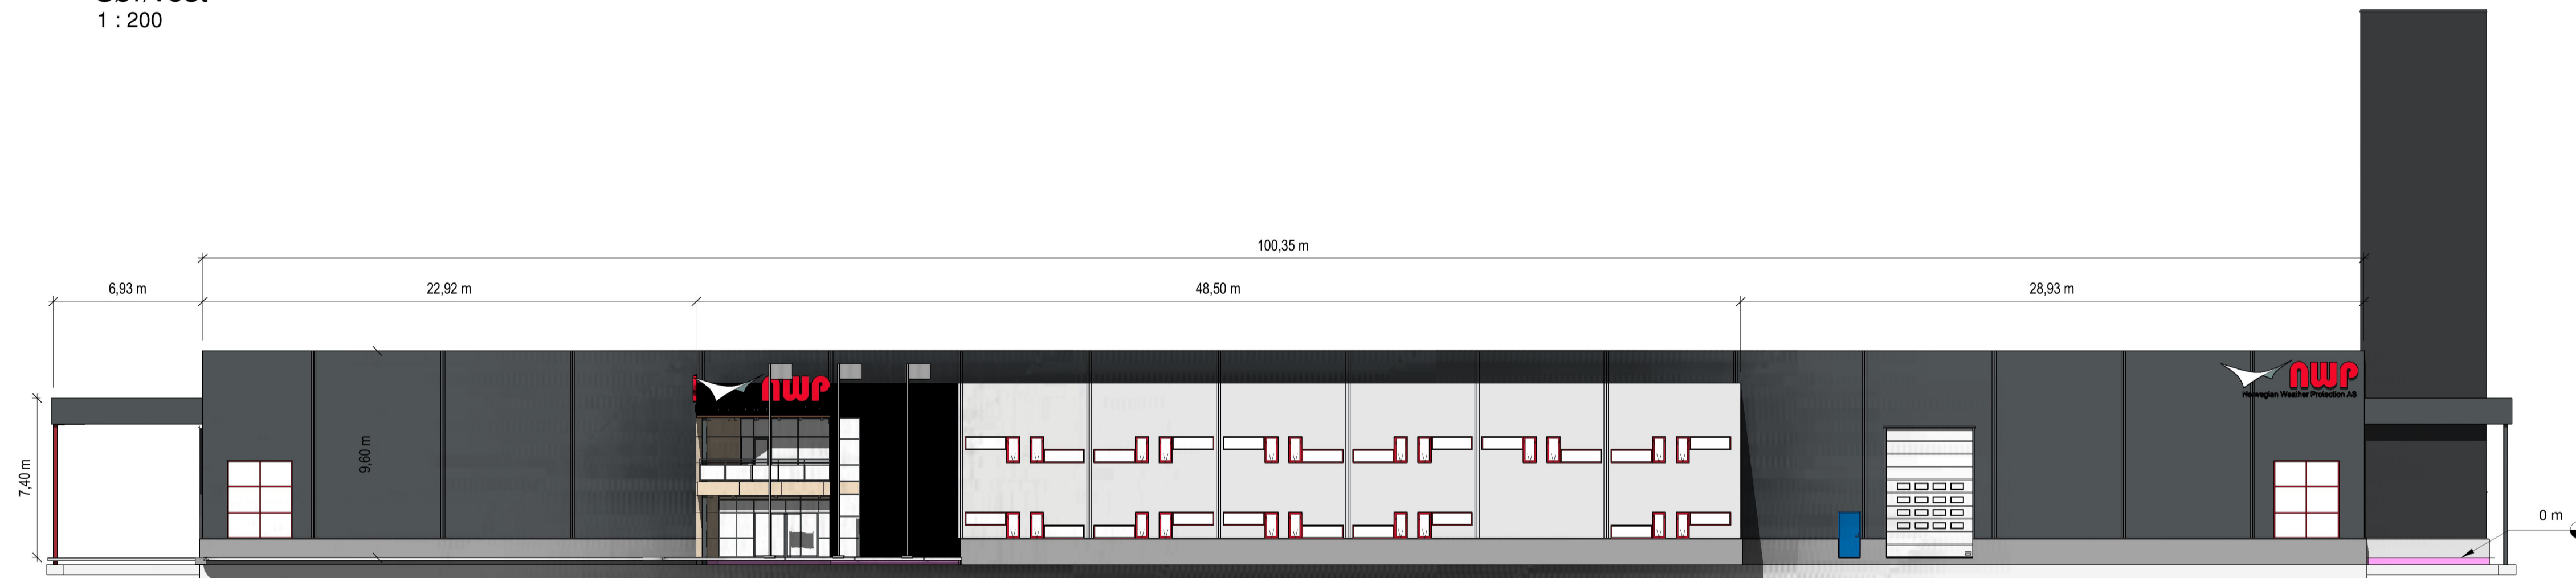 1 : 200
100,35 m
6,93 m
22,92 m
48,50 m
28,93 m
nwp
nwp
Norwegian Weather Protection AS
9,60 m
7,40 m
0 m